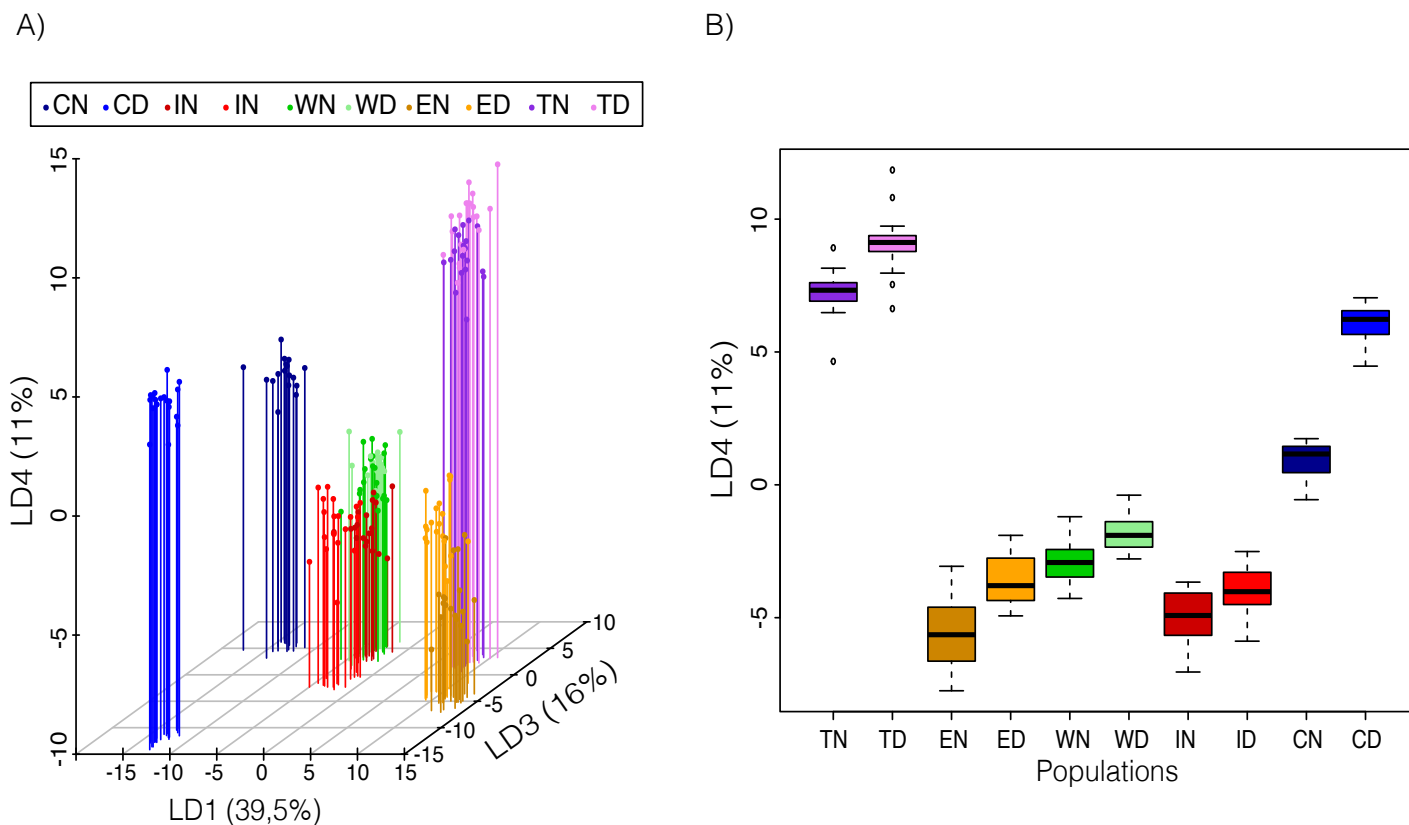 A)
B)
CN CD IN IN WN WD EN ED TN TD
15
10
5
0
-5
-10
LD4 (11%)
-15 -10 -5 0 5 10 15
LD1 (39,5%)
-15
-10
-5
0
5
10
LD3 (16%)
10
5
0
-5
LD4 (11%)
TN TD EN ED WN WD IN ID CN CD
Populations